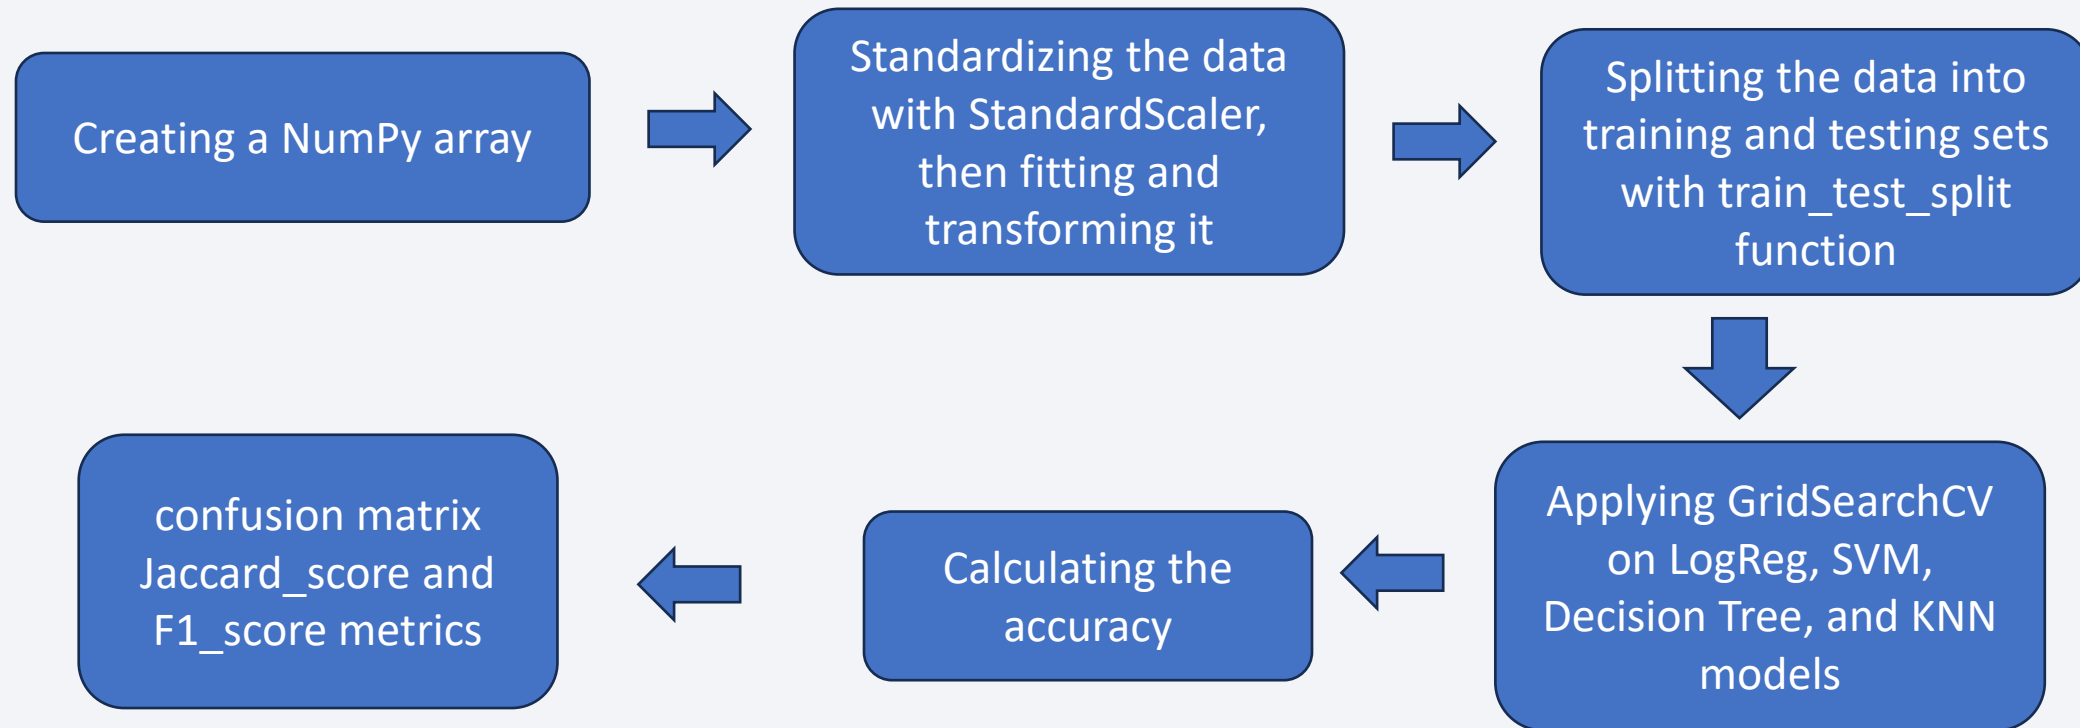 Creating a NumPy array
Standardizing the data
with StandardScaler,
then fitting and
transforming it
Splitting the data into
training and testing sets
with train_test_split
function
Applying GridSearchCV
on LogReg, SVM,
Decision Tree, and KNN
models
Calculating the
accuracy
confusion matrix
Jaccard_score and
F1_score metrics